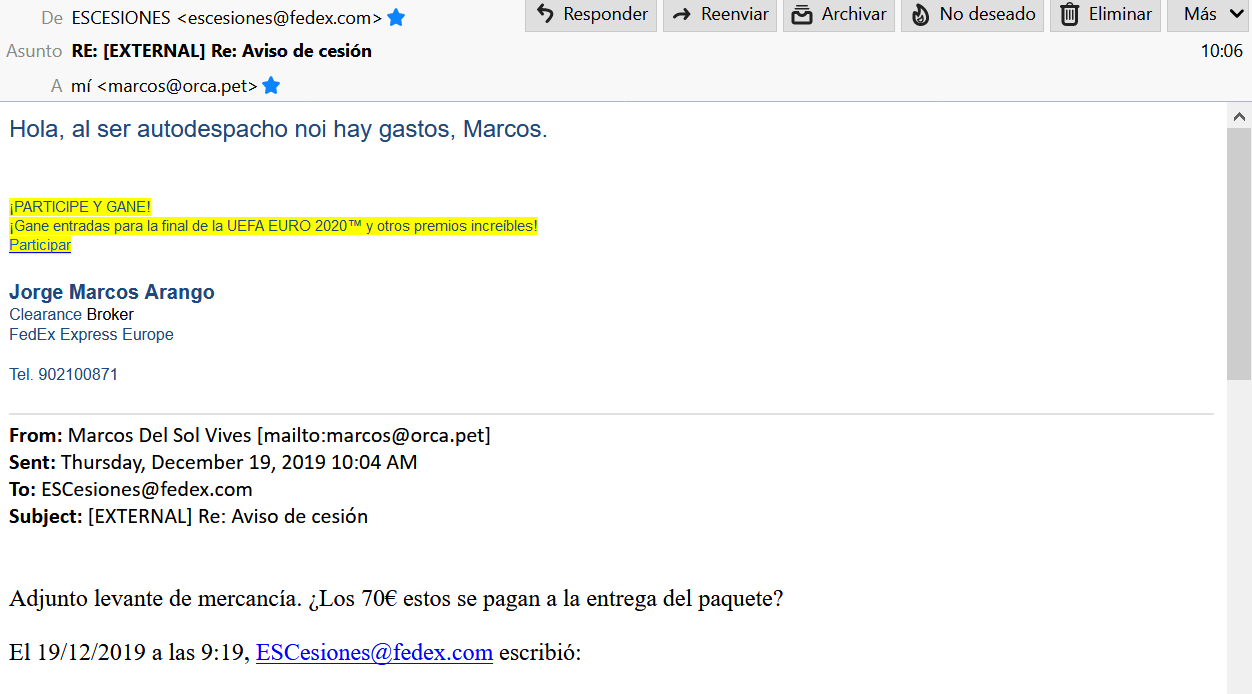 De ESCESIONES <escesiones@fedex.com>
Responder Reenviar Archivar No deseado Eliminar Más
Asunto RE: [EXTERNAL] Re: Aviso de cesión 10:06
A mí <marcos@orca.pet>
Hola, al ser autodespacho noi hay gastos, Marcos.
¡PARTICIPE Y GANE!
¡Gane entradas para la final de la UEFA EURO 2020™ y otros premios increíbles!
Participar
Jorge Marcos Arango
Clearance Broker
FedEx Express Europe
Tel. 902100871
From: Marcos Del Sol Vives [mailto:marcos@orca.pet]
Sent: Thursday, December 19, 2019 10:04 AM
To: ESCesiones@fedex.com
Subject: [EXTERNAL] Re: Aviso de cesión
Adjunto levante de mercancía. ¿Los 70€ estos se pagan a la entrega del paquete?
El 19/12/2019 a las 9:19, ESCesiones@fedex.com escribió: